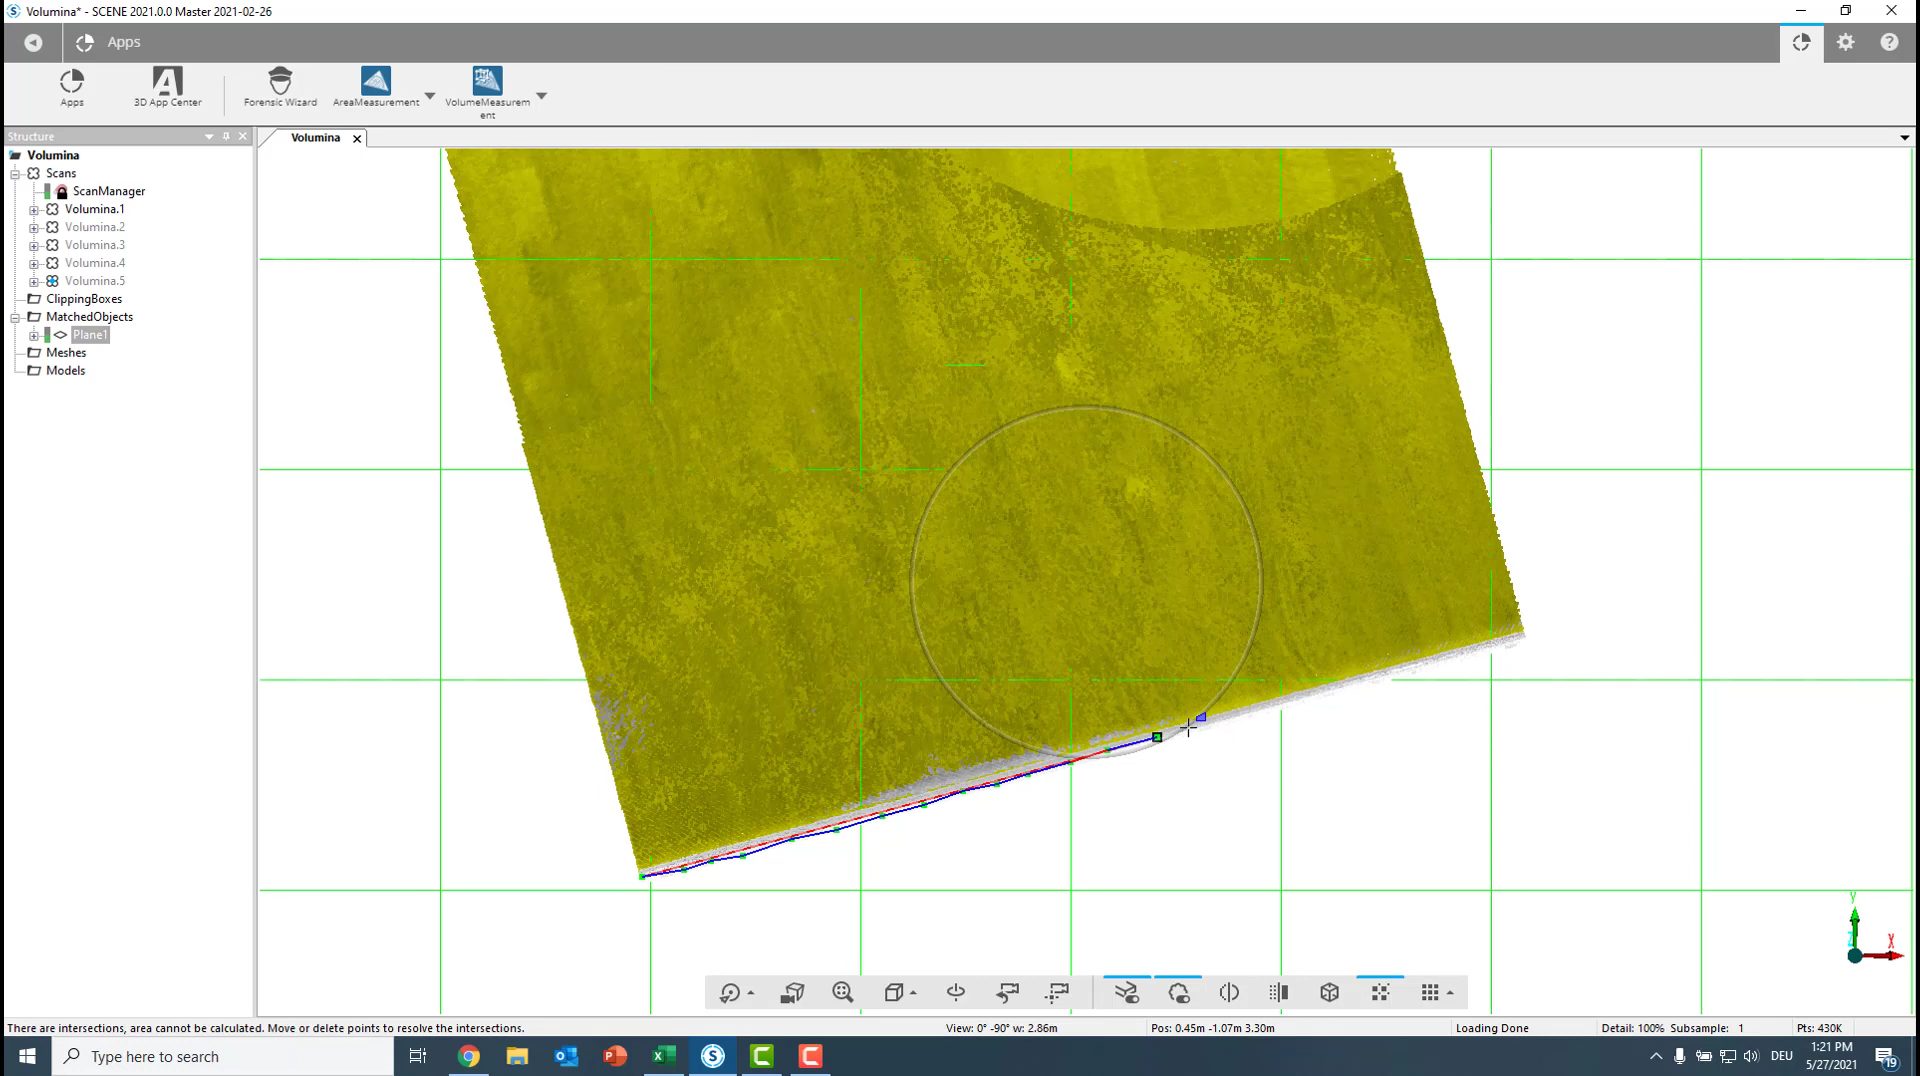 Volumina* - SCENE 2021.0.0 Master 2021-02-26
Apps
Apps
3D App Center
Forensic Wizard
AreaMeasurement
VolumeMeasurem
ent
Structure
Volumina
Volumina
Scans
ScanManager
Volumina.1
Volumina.2
Volumina.3
Volumina.4
Volumina.5
ClippingBoxes
MatchedObjects
Plane1
Meshes
Models
Y
X
There are intersections, area cannot be calculated. Move or delete points to resolve the intersections.
View: 0° -90° w: 2.86m
Pos: 0.45m -1.07m 3.30m
Loading Done
Detail: 100% Subsample: 1
Pts: 430K
Type here to search
DEU
1:21 PM
5/27/2021
19